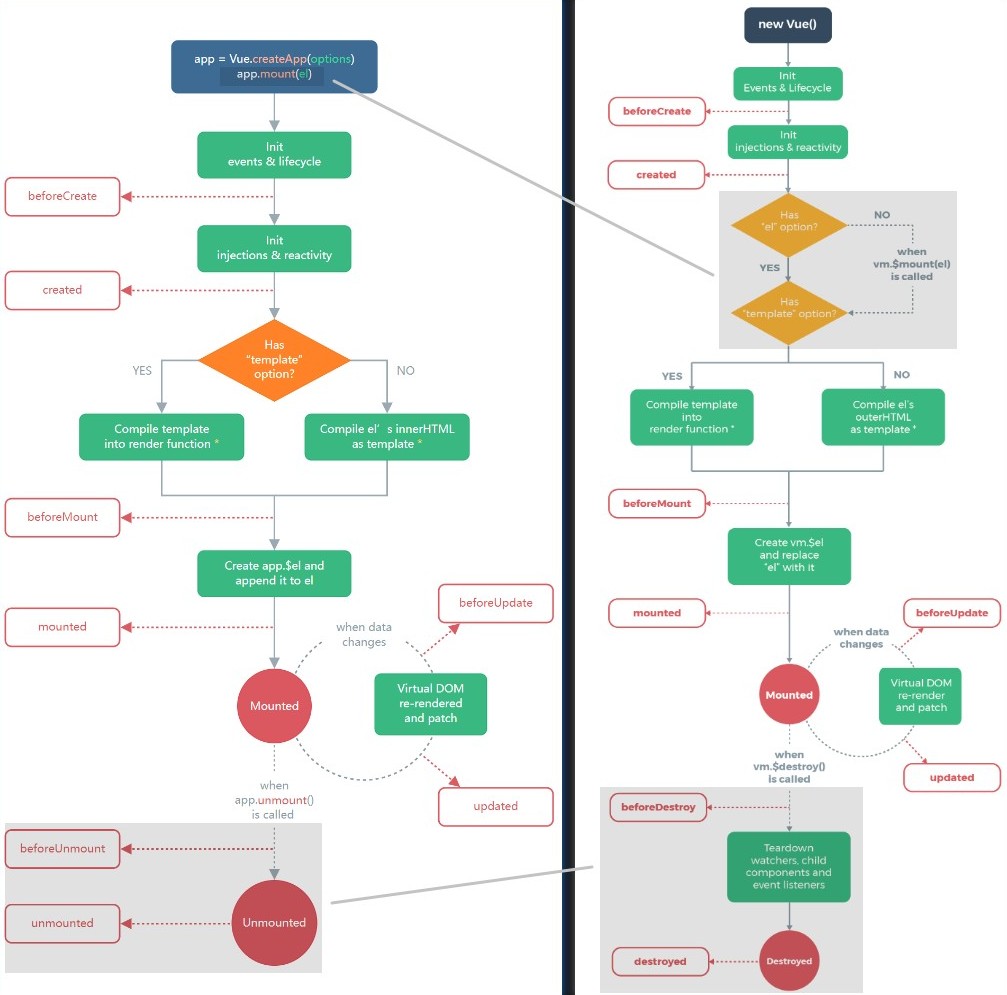 app = Vue.createApp(options)
app.mount(el)
Init
events & lifecycle
beforeCreate
Init
injections & reactivity
created
Has
“template”
option?
YES
NO
Compile template
into render function *
Compile el’s innerHTML
as template *
beforeMount
Create app.$el and
append it to el
mounted
beforeUpdate
when data
changes
Mounted
Virtual DOM
re-rendered
and patch
when
app.unmount()
is called
updated
beforeUnmount
unmounted
Unmounted
new Vue()
Init
Events & Lifecycle
beforeCreate
Init
injections & reactivity
created
Has
“el” option?
NO
when
vm.$mount(el)
is called
YES
Has
“template” option?
YES
NO
Compile template
into
render function *
Compile el’s
outerHTML
as template *
beforeMount
Create vm.$el
and replace
“el” with it
mounted
beforeUpdate
when data
changes
Mounted
Virtual DOM
re-render
and patch
when
vm.$destroy()
is called
updated
beforeDestroy
Teardown
watchers, child
components and
event listeners
destroyed
Destroyed